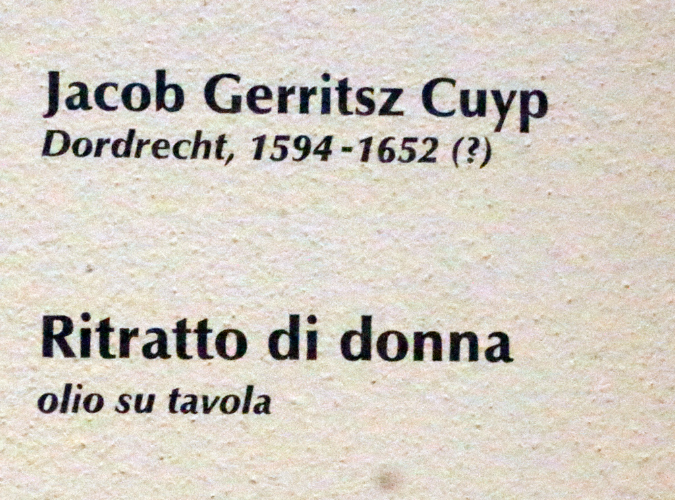 Jacob Gerritsz Cuyp
Dordrecht, 1594-1652 (?)
Ritratto di donna
olio su tavola